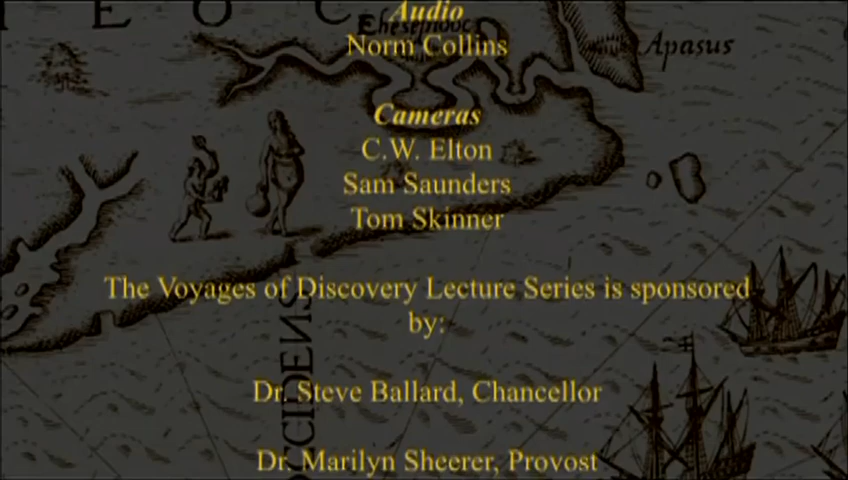 T E O C
Audio
Norm Collins
Apasus
Cameras
C.W. Elton
Sam Saunders
Tom Skinner
The Voyages of Discovery Lecture Series is sponsored
by:
Dr. Steve Ballard, Chancellor
Dr. Marilyn Sheerer, Provost